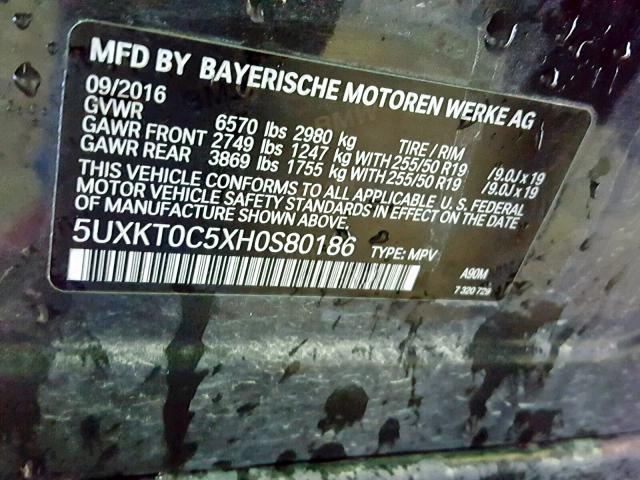 MFD BY BAYERISCHE MOTOREN WERKE AG
09/2016
GVWR 6570 lbs 2980 kg TIRE / RIM
GAWR FRONT 2749 lbs 1247 kg WITH 255/50 R19 /9.0J x 19
GAWR REAR 3869 lbs 1755 kg WITH 255/50 R19 /9.0J x 19
THIS VEHICLE CONFORMS TO ALL APPLICABLE U.S. FEDERAL
MOTOR VEHICLE SAFETY STANDARDS IN EFFECT ON THE DATE
OF MANUFACTURE SHOWN ABOVE
5UXKT0C5XH0S80186 TYPE: MPV
A90M
7 320 729